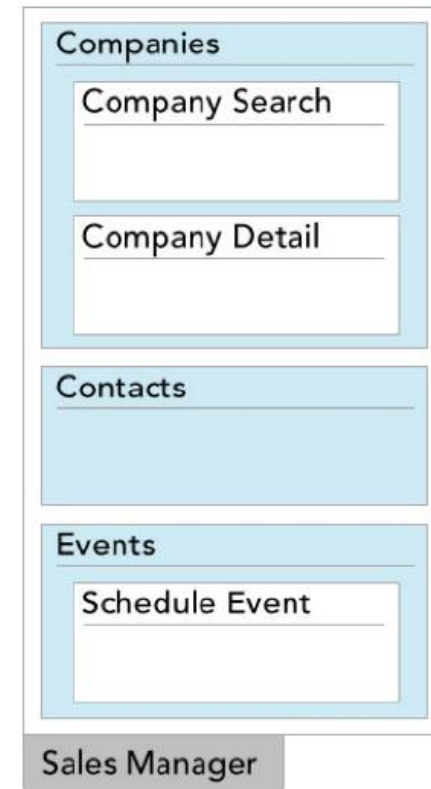 Companies
Company Search
Company Detail
Contacts
Events
Schedule Event
Sales Manager